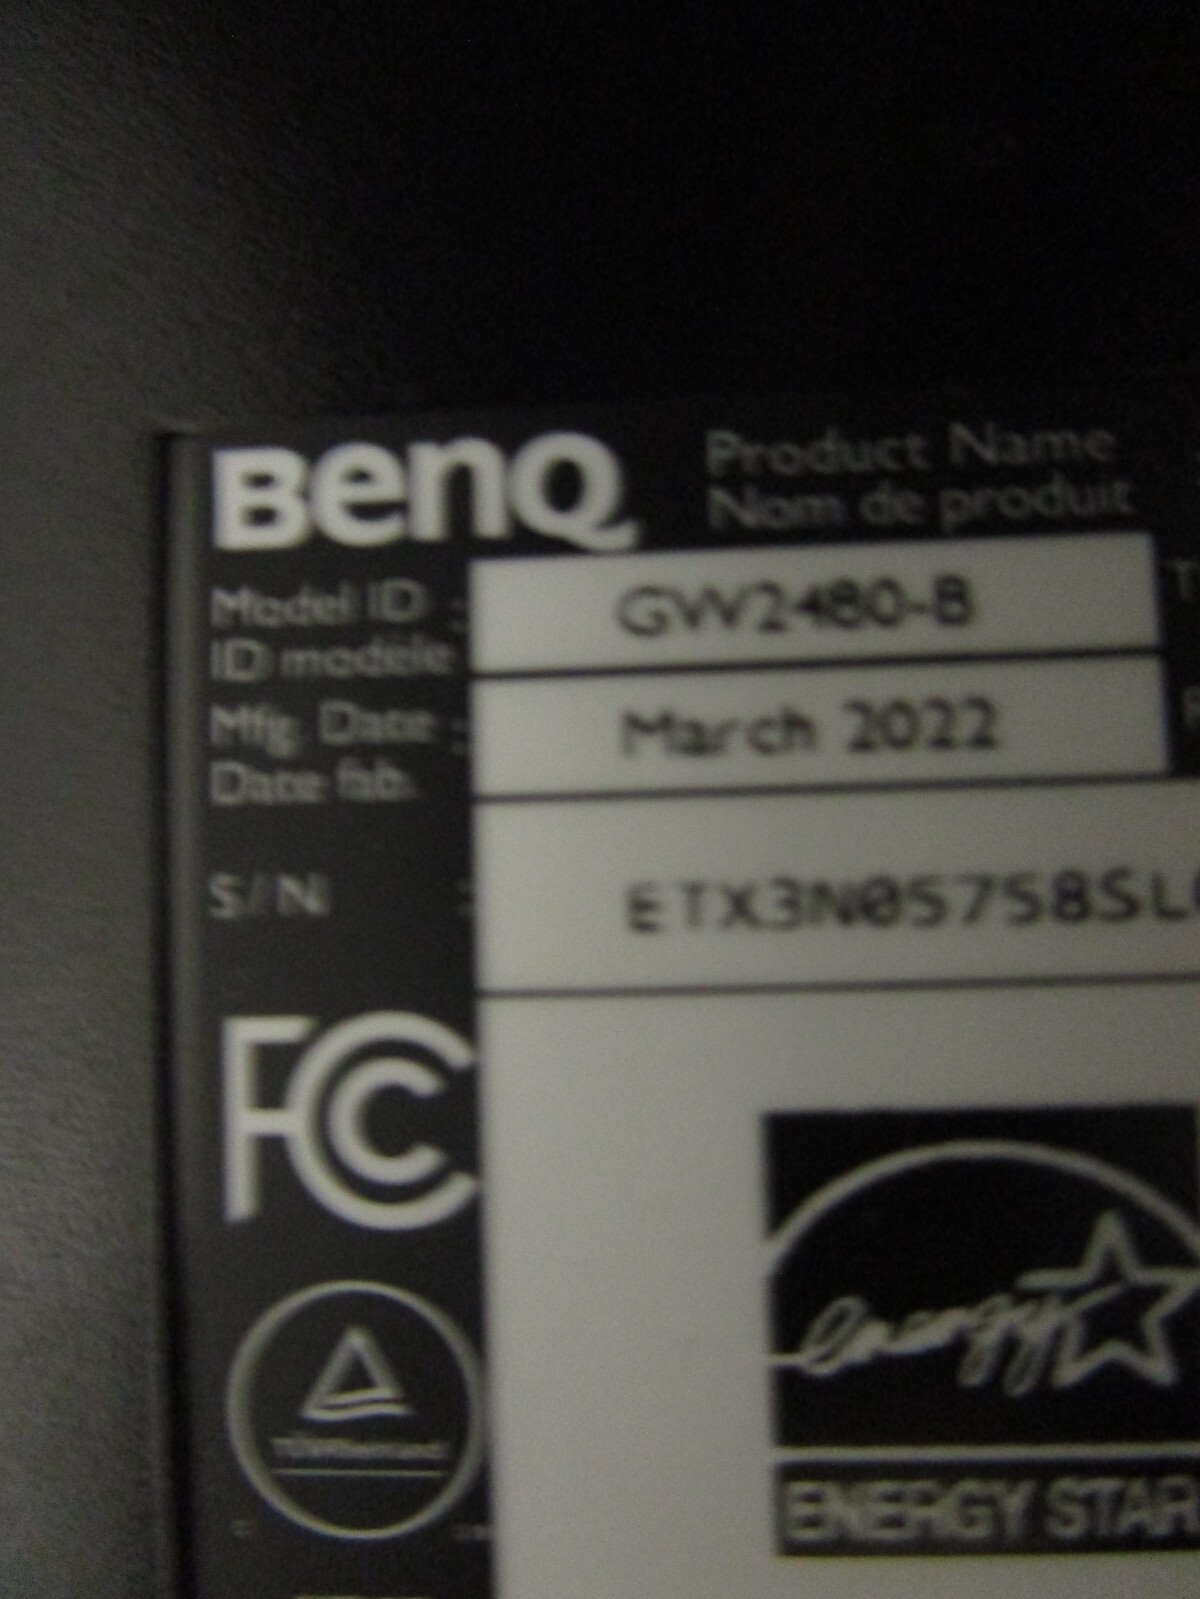 BenQ
Product Name
Nom de produit
Model ID :
GW2480-B
ID modèle
Mfg. Date :
March 2022
Date fab.
S/N :
ETX3N05758SL
FC
TÜVRheinland
energy
ENERGY STAR